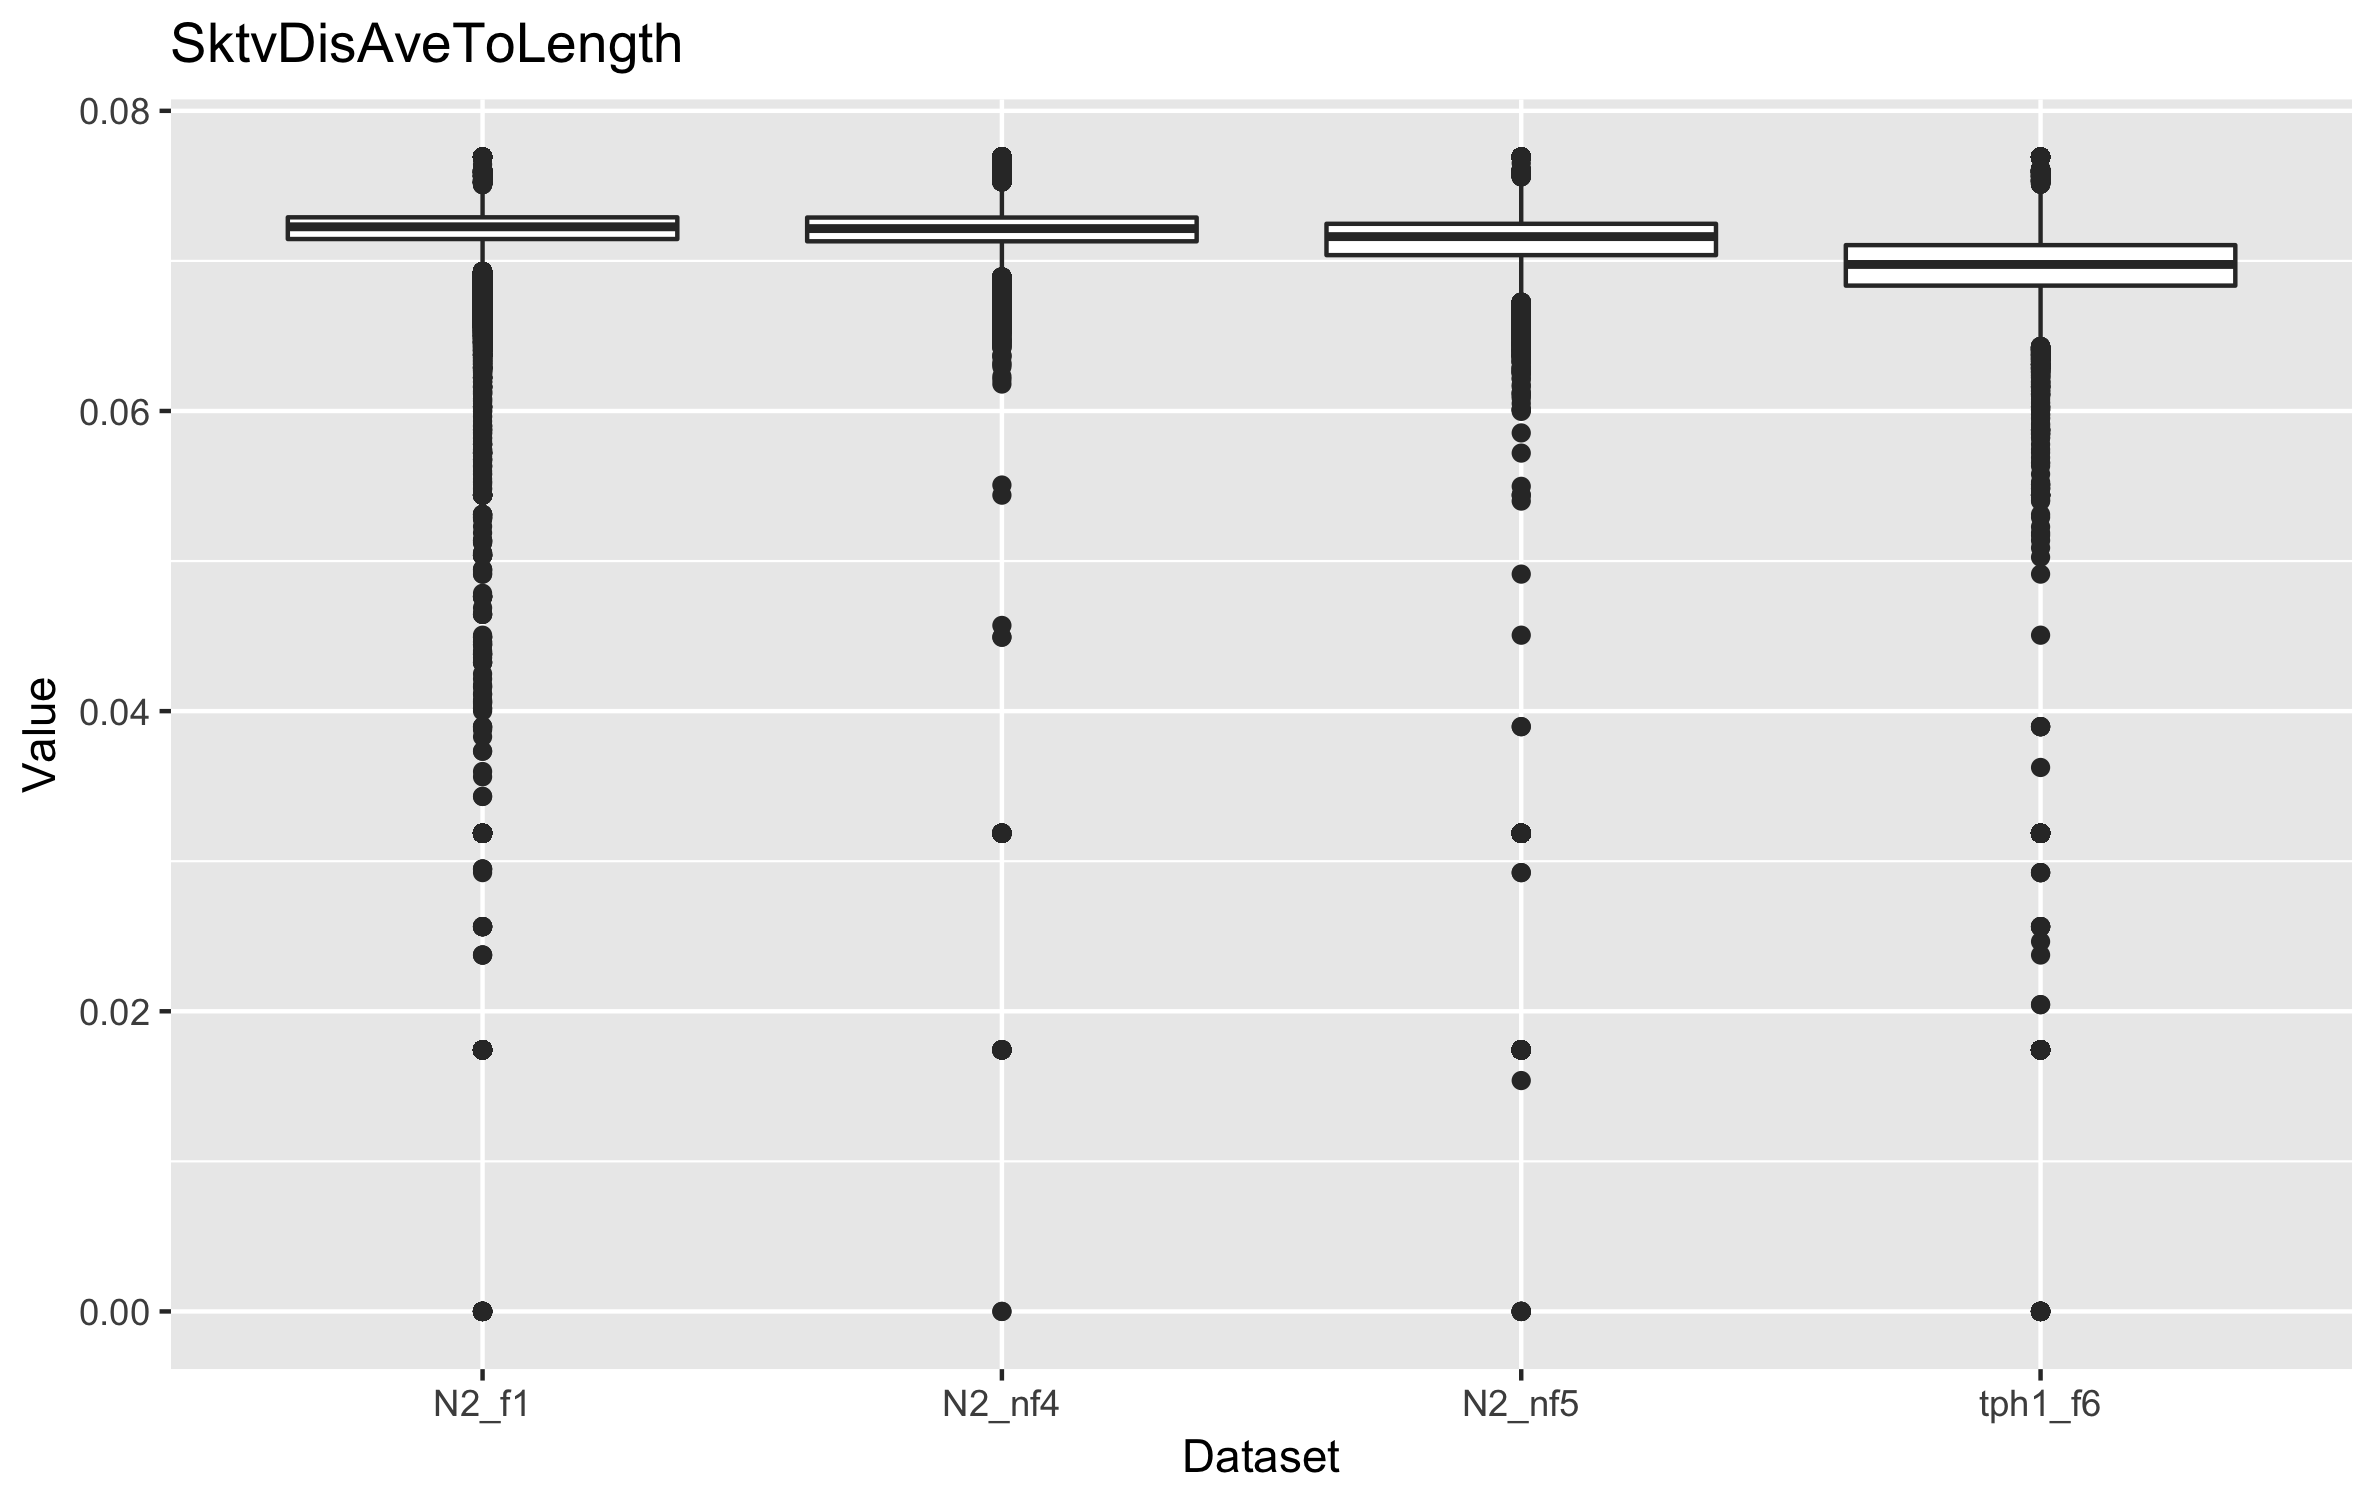 SktvDisAveToLength
0.08
0.06
0.04
0.02
0.00
Value
N2_f1 N2_nf4 N2_nf5 tph1_f6
Dataset